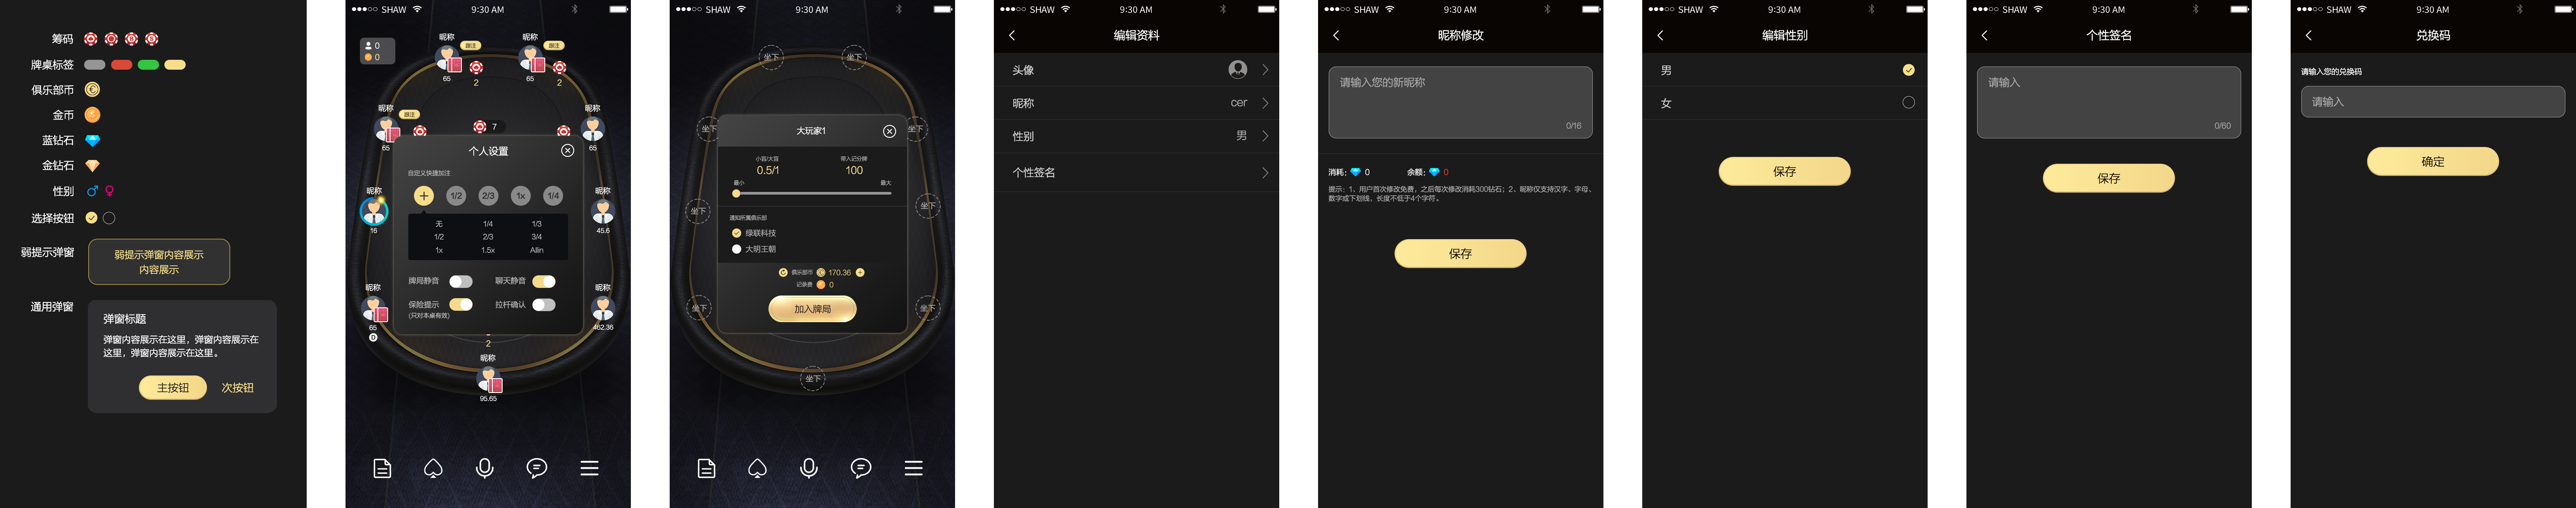 筹码
牌桌标签
俱乐部币
金币
蓝钻石
金钻石
性别
选择按钮
弱提示弹窗
弱提示弹窗内容展示
内容展示
通用弹窗
弹窗标题
弹窗内容展示在这里，弹窗内容展示在
这里，弹窗内容展示在这里。
主按钮 次按钮
SHAW 9:30 AM
0
0
昵称 跟注 昵称 跟注
65 2 65 2
昵称 跟注 昵称
7
65 65
个人设置
自定义快捷加注
+ 1/2 2/3 1x 1/4
无 1/4 1/3
1/2 2/3 3/4
1x 1.5x Allin
牌局静音 聊天静音
保险提示 拉杆确认
(只对本桌有效)
昵称 昵称
16 45.6
昵称 昵称
65 462.36
D
2
昵称
95.65
SHAW 9:30 AM
坐下 坐下
坐下 坐下
大玩家1
小盲/大盲 带入记分牌
0.5/1 100
最小 最大
坐下 坐下
通知所属俱乐部
绿联科技
大明王朝
俱乐部币 170.36
记录费 0
加入牌局
坐下 坐下
坐下
SHAW 9:30 AM
编辑资料
头像
昵称 cer
性别 男
个性签名
SHAW 9:30 AM
昵称修改
请输入您的新昵称
0/16
消耗： 0 余额： 0
提示：1、用户首次修改免费，之后每次修改消耗300钻石；2、昵称仅支持汉字、字母、
数字或下划线，长度不低于4个字符。
保存
SHAW 9:30 AM
编辑性别
男
女
保存
SHAW 9:30 AM
个性签名
请输入
0/60
保存
SHAW 9:30 AM
兑换码
请输入您的兑换码
请输入
确定